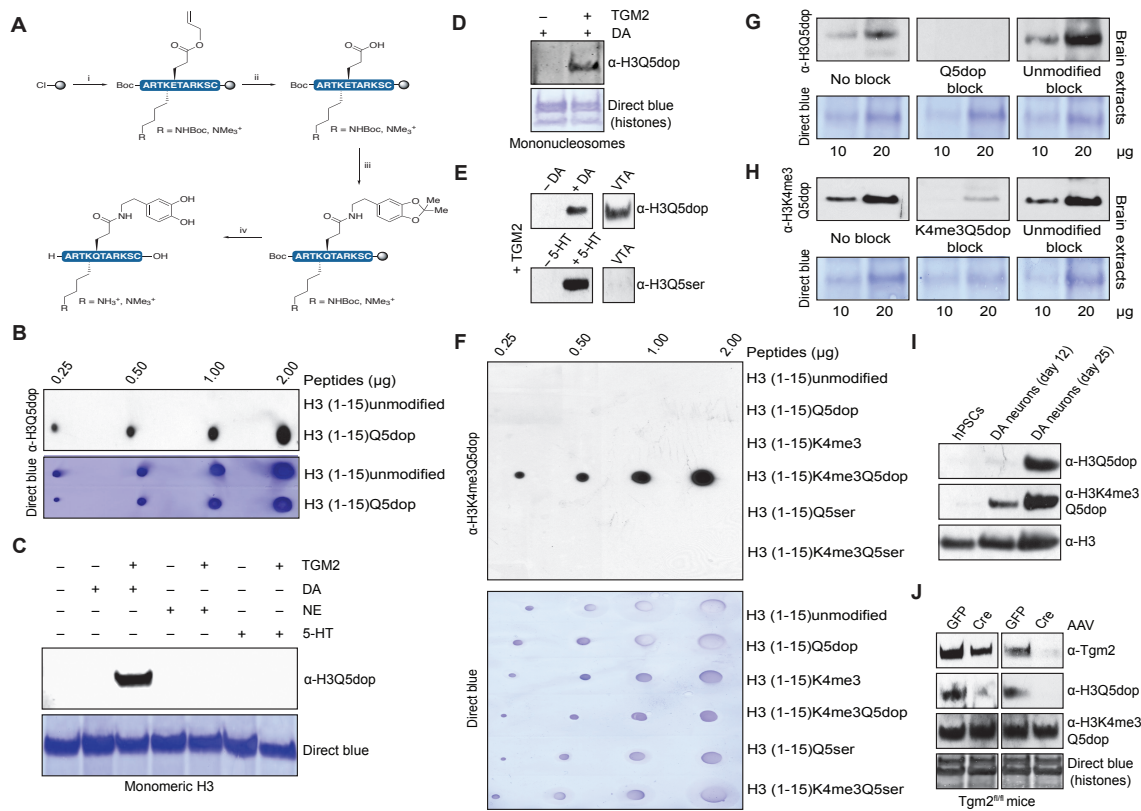 A
Cl
i
Boc
ARTKETARKSC
O
O
R
R = NHBoc, NMe₃⁺
ii
O
OH
Boc
ARTKETARKSC
R
R = NHBoc, NMe₃⁺
iii
O
NH
O
O
Me
Me
Boc
ARTKQTARKSC
R
R = NHBoc, NMe₃⁺
iv
O
NH
OH
OH
H
ARTKQTARKSC
OH
R
R = NH₃⁺, NMe₃⁺
B
0.25 0.50 1.00 2.00 Peptides (µg)
α-H3Q5dop
H3 (1-15)unmodified
H3 (1-15)Q5dop
Direct blue
H3 (1-15)unmodified
H3 (1-15)Q5dop
C
– – + – + – + TGM2
– + + – – – – DA
– – – + + – – NE
– – – – – + + 5-HT
α-H3Q5dop
Direct blue
Monomeric H3
D
– + TGM2
+ + DA
α-H3Q5dop
Direct blue
(histones)
Mononucleosomes
E
+ TGM2
– DA + DA VTA
α-H3Q5dop
– 5-HT + 5-HT VTA
α-H3Q5ser
F
0.25 0.50 1.00 2.00 Peptides (µg)
α-H3K4me3Q5dop
H3 (1-15)unmodified
H3 (1-15)Q5dop
H3 (1-15)K4me3
H3 (1-15)K4me3Q5dop
H3 (1-15)Q5ser
H3 (1-15)K4me3Q5ser
Direct blue
H3 (1-15)unmodified
H3 (1-15)Q5dop
H3 (1-15)K4me3
H3 (1-15)K4me3Q5dop
H3 (1-15)Q5ser
H3 (1-15)K4me3Q5ser
G
α-H3Q5dop
No block
Q5dop
block
Unmodified
block
Direct blue
Brain extracts
10 20 10 20 10 20 µg
H
α-H3K4me3
Q5dop
No block
K4me3Q5dop
block
Unmodified
block
Direct blue
Brain extracts
10 20 10 20 10 20 µg
I
hPSCs
DA neurons (day 12)
DA neurons (day 25)
α-H3Q5dop
α-H3K4me3
Q5dop
α-H3
J
GFP Cre GFP Cre AAV
α-Tgm2
α-H3Q5dop
α-H3K4me3
Q5dop
Direct blue
(histones)
Tgm2ᶠˡ/ᶠˡ mice